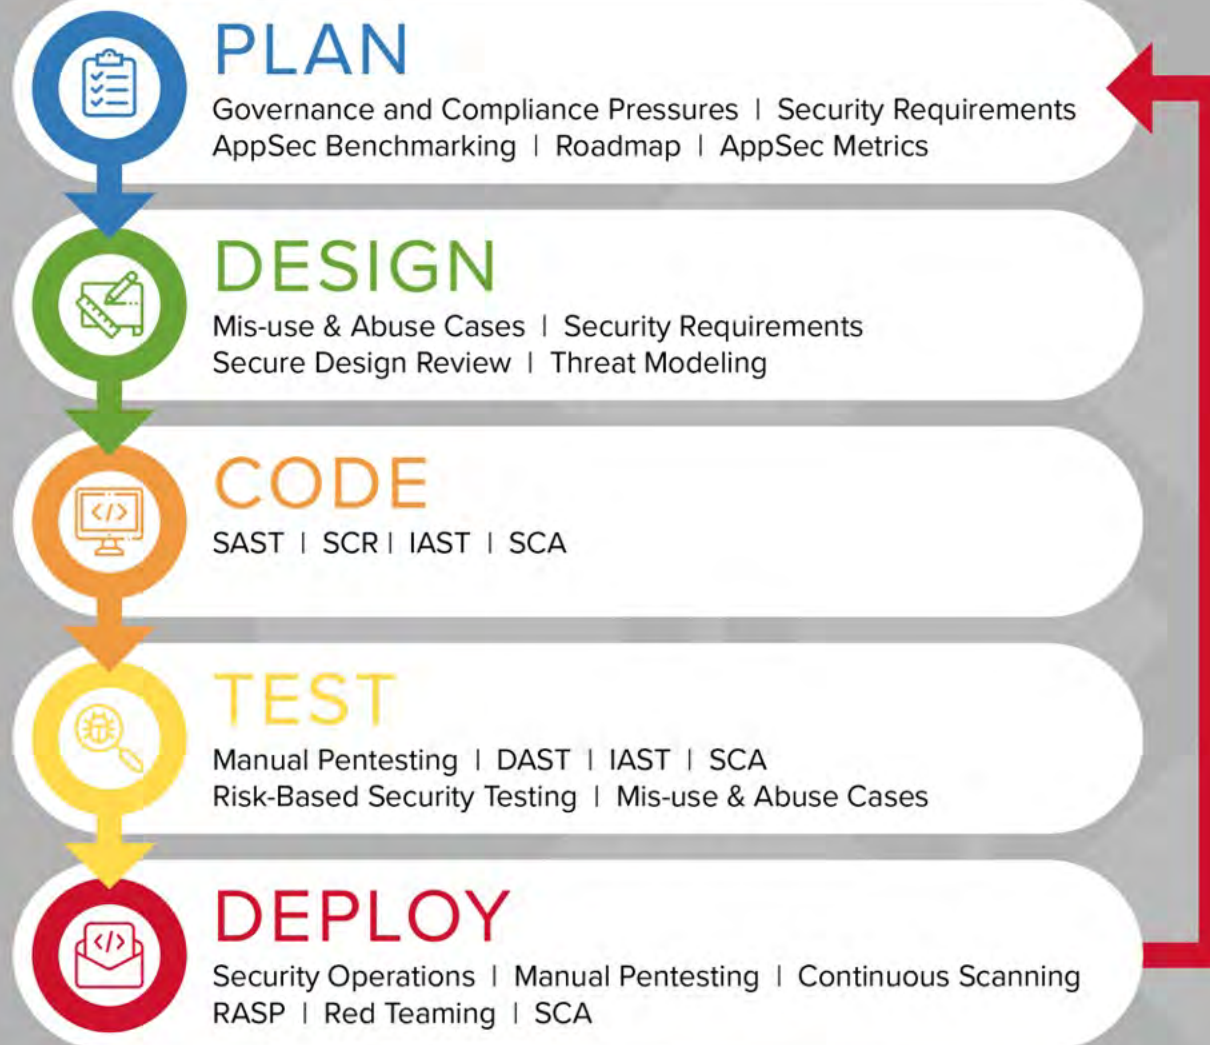 PLAN
Governance and Compliance Pressures | Security Requirements
AppSec Benchmarking | Roadmap | AppSec Metrics
DESIGN
Mis-use & Abuse Cases | Security Requirements
Secure Design Review | Threat Modeling
CODE
</>
SAST | SCR | IAST | SCA
TEST
Manual Pentesting | DAST | IAST | SCA
Risk-Based Security Testing | Mis-use & Abuse Cases
DEPLOY
</>
Security Operations | Manual Pentesting | Continuous Scanning
RASP | Red Teaming | SCA